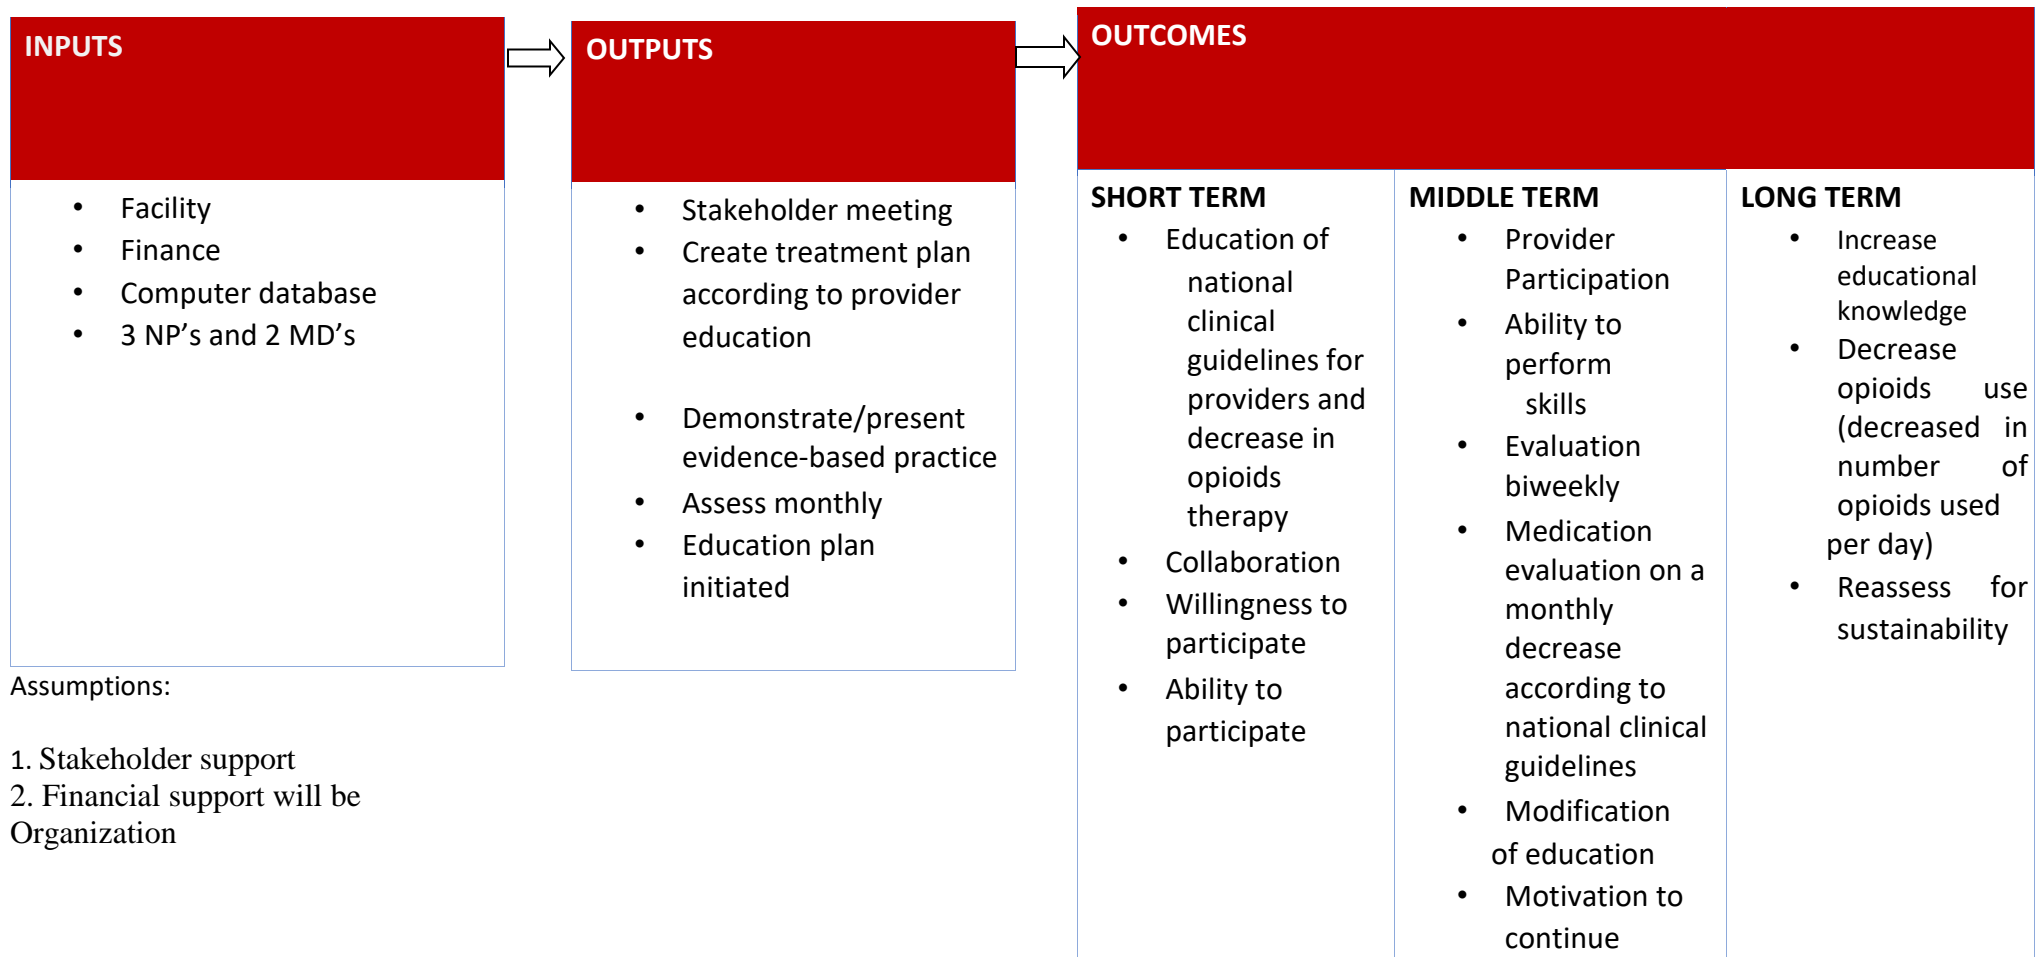 INPUTS
• Facility
• Finance
• Computer database
• 3 NP’s and 2 MD’s
OUTPUTS
• Stakeholder meeting
• Create treatment plan
according to provider
education
• Demonstrate/present
evidence-based practice
• Assess monthly
• Education plan
initiated
OUTCOMES
SHORT TERM
• Education of
national
clinical
guidelines for
providers and
decrease in
opioids
therapy
• Collaboration
• Willingness to
participate
• Ability to
participate
MIDDLE TERM
• Provider
Participation
• Ability to
perform
skills
• Evaluation
biweekly
• Medication
evaluation on a
monthly
decrease
according to
national clinical
guidelines
• Modification
of education
• Motivation to
continue
LONG TERM
• Increase
educational
knowledge
• Decrease
opioids use
(decreased in
number of
opioids used
per day)
• Reassess for
sustainability
Assumptions:
1. Stakeholder support
2. Financial support will be
Organization